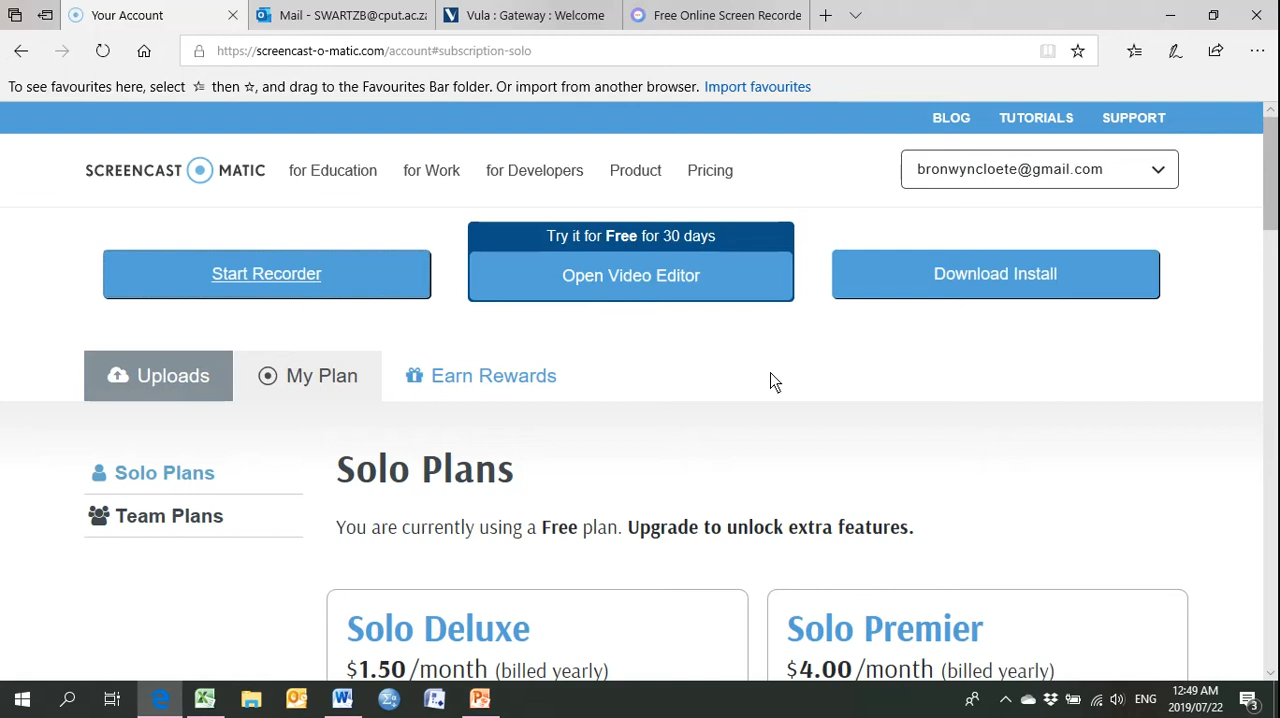 Your Account
Mail - SWARTZB@cput.ac.za
Vula : Gateway : Welcome
Free Online Screen Recorde
https://screencast-o-matic.com/account#subscription-solo
To see favourites here, select then ☆, and drag to the Favourites Bar folder. Or import from another browser. Import favourites
BLOG TUTORIALS SUPPORT
SCREENCAST O MATIC for Education for Work for Developers Product Pricing bronwyncloete@gmail.com
Try it for Free for 30 days
Start Recorder Open Video Editor Download Install
Uploads My Plan Earn Rewards
Solo Plans
Team Plans
Solo Plans
You are currently using a Free plan. Upgrade to unlock extra features.
Solo Deluxe
$1.50/month (billed yearly)
Solo Premier
$4.00/month (billed yearly)
ENG
12:49 AM
2019/07/22
3